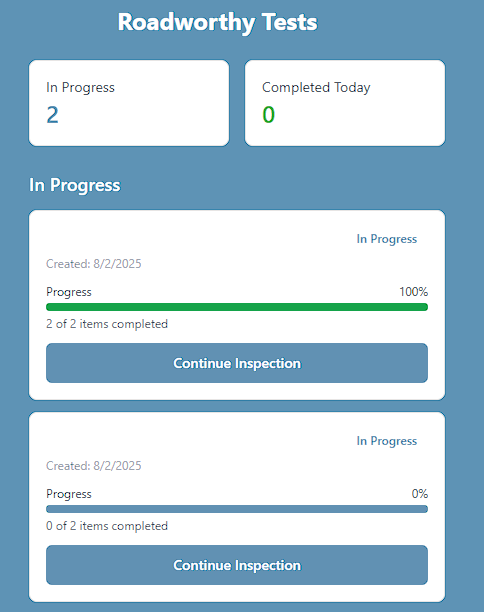 Roadworthy Tests
In Progress
2
Completed Today
0
In Progress
In Progress
Created: 8/2/2025
Progress 100%
2 of 2 items completed
Continue Inspection
In Progress
Created: 8/2/2025
Progress 0%
0 of 2 items completed
Continue Inspection